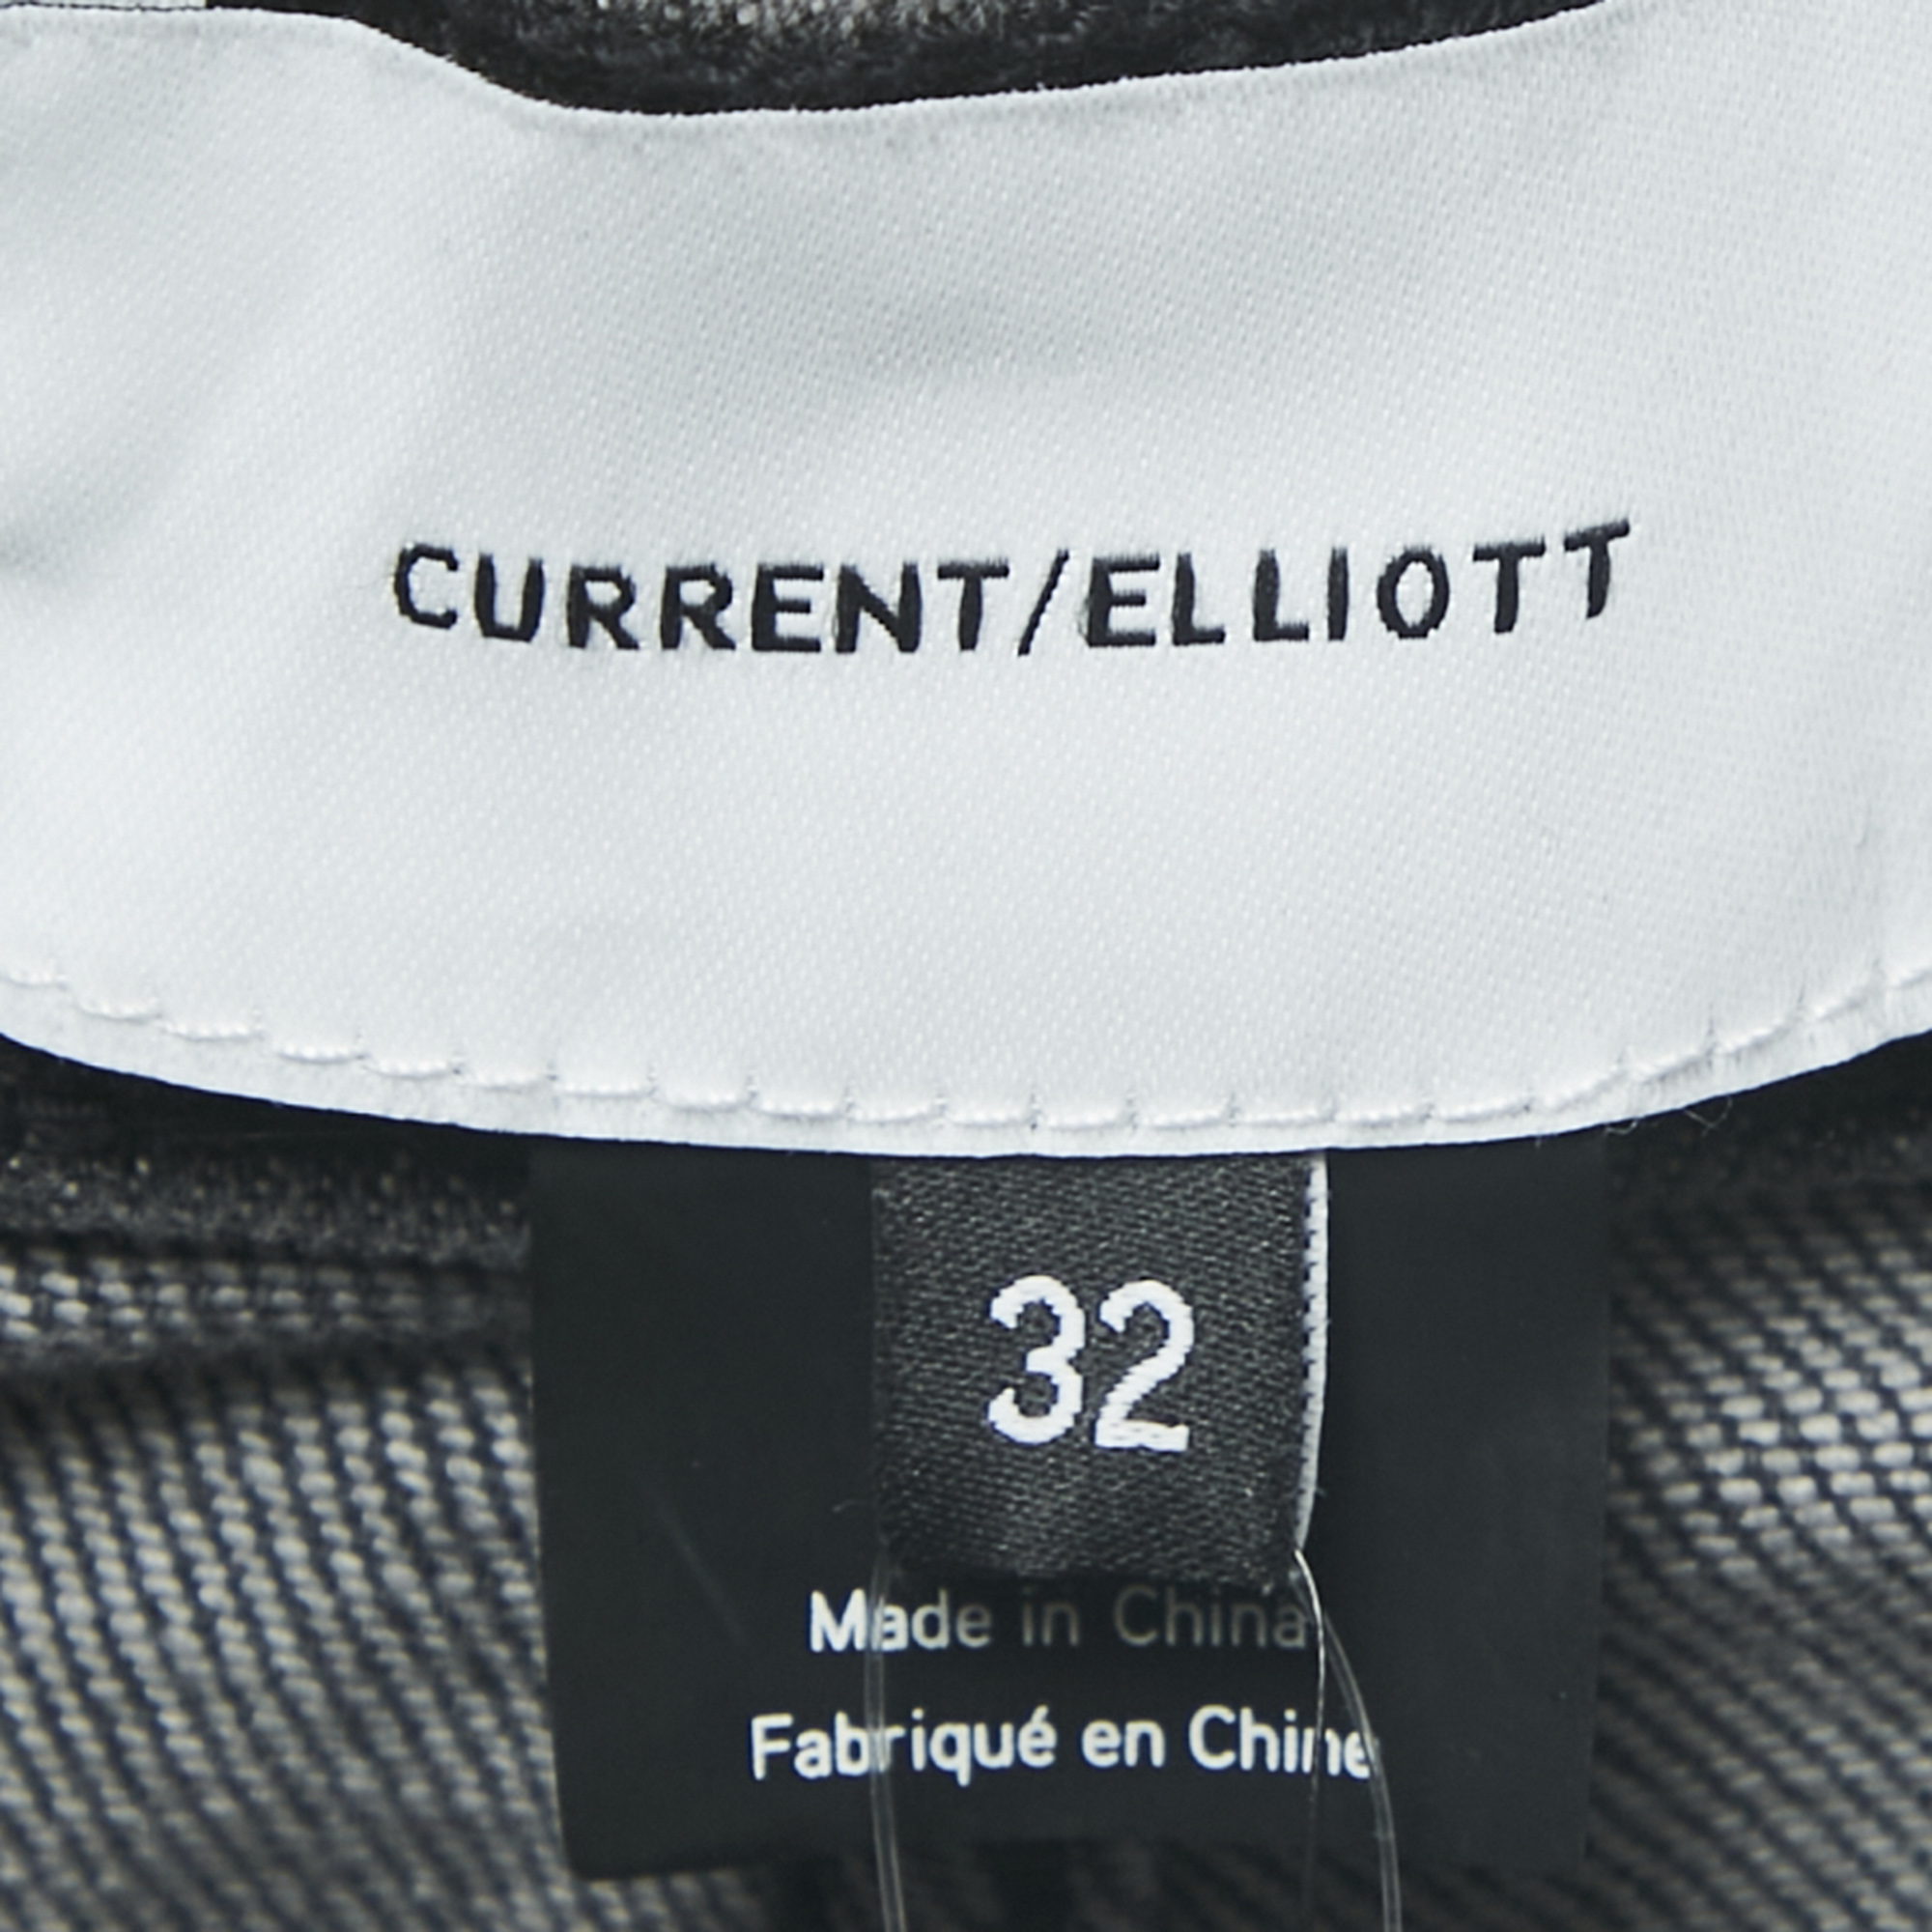 CURRENT/ELLIOTT
32
Made in China
Fabriqué en Chine